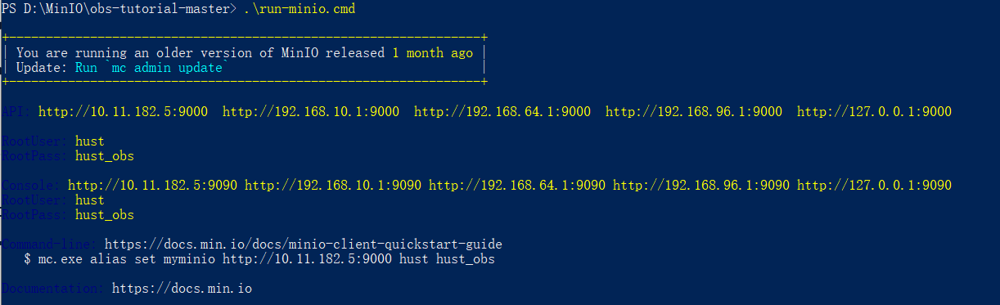 PS D:\MinIO\obs-tutorial-master> .\run-minio.cmd
+----------------------------------------------------------------+
| You are running an older version of MinIO released 1 month ago |
| Update: Run `mc admin update` |
+----------------------------------------------------------------+
API: http://10.11.182.5:9000 http://192.168.10.1:9000 http://192.168.64.1:9000 http://192.168.96.1:9000 http://127.0.0.1:9000
RootUser: hust
RootPass: hust_obs
Console: http://10.11.182.5:9090 http://192.168.10.1:9090 http://192.168.64.1:9090 http://192.168.96.1:9090 http://127.0.0.1:9090
RootUser: hust
RootPass: hust_obs
Command-line: https://docs.min.io/docs/minio-client-quickstart-guide
$ mc.exe alias set myminio http://10.11.182.5:9000 hust hust_obs
Documentation: https://docs.min.io